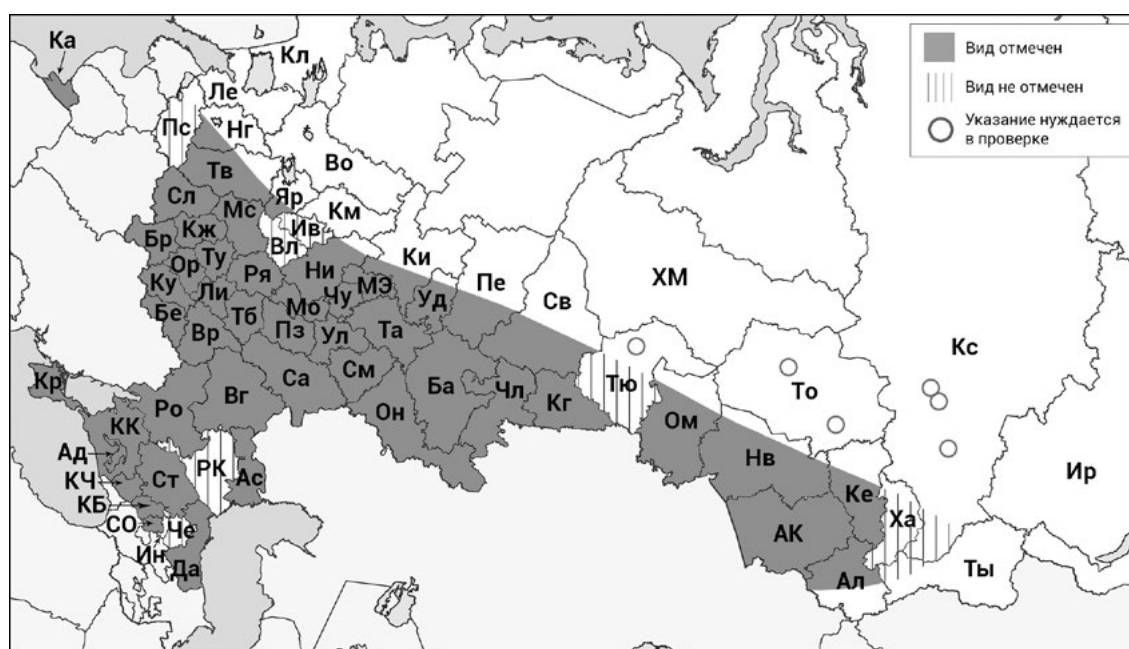 Ка
Кл
Ле
Пс
Нг
Во
Тв
Сл
Яр
Мс
Км
Ив
Бр
Кж
Вл
Ки
Ор
Ту
Ни
Пе
ХМ
Ку
Ря
МЭ
Ли
Чу
Уд
Св
Мо
Бе
Тб
Та
Вр
Пз
Ул
Кс
То
Са
См
Ба
Тю
Кр
Вг
Чл
Ро
Он
Кг
Ом
КК
Нв
Ад
РК
Ир
Ст
Ас
КЧ
Ке
КБ
Ха
СО
Че
АК
Ин
Да
Ал
Ты
Вид отмечен
Вид не отмечен
Указание нуждается
в проверке